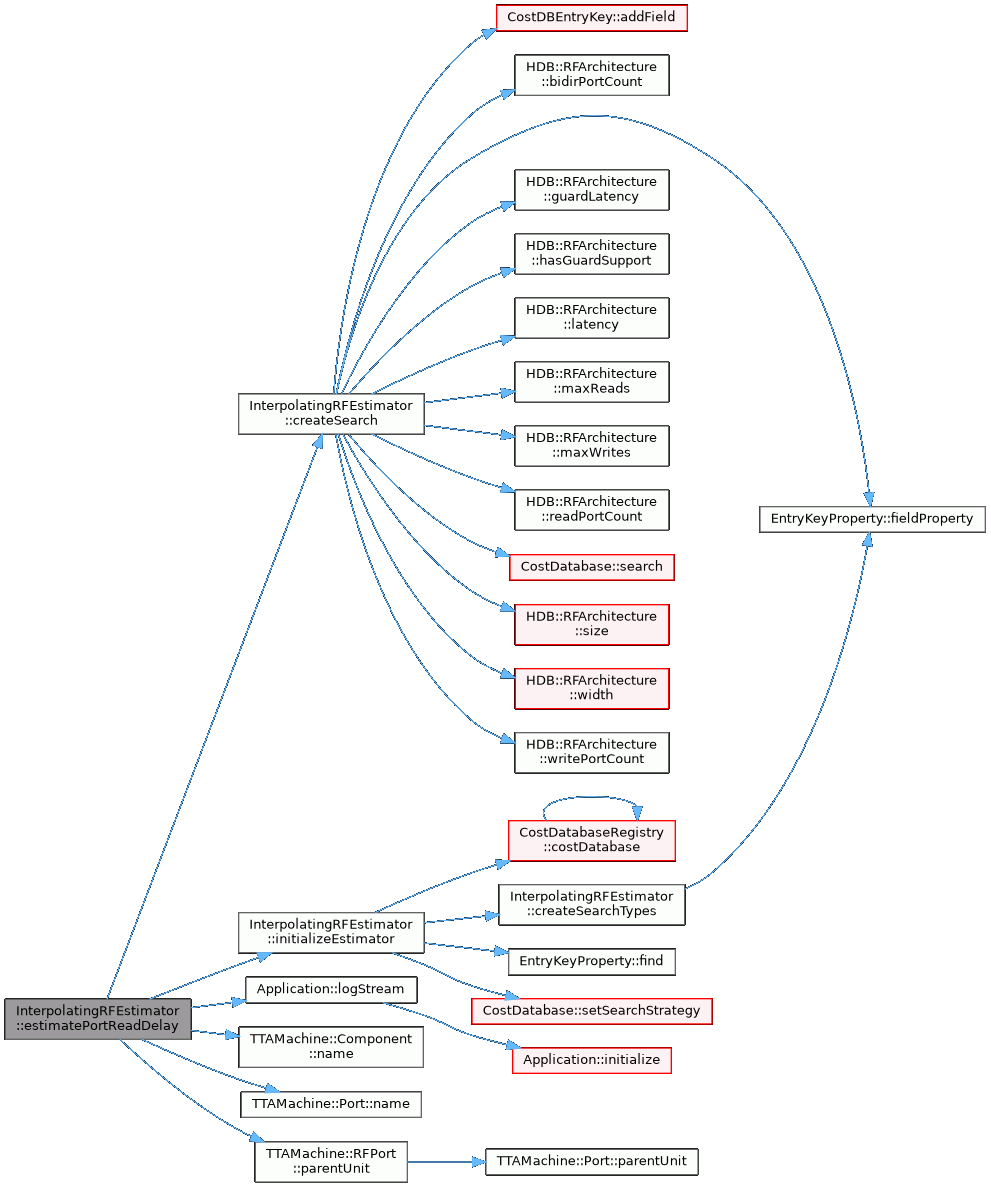 CostDBEntryKey::addField
HDB::RFArchitecture
::bidirPortCount
HDB::RFArchitecture
::guardLatency
HDB::RFArchitecture
::hasGuardSupport
HDB::RFArchitecture
::latency
HDB::RFArchitecture
::maxReads
InterpolatingRFEstimator
::createSearch
HDB::RFArchitecture
::maxWrites
HDB::RFArchitecture
::readPortCount
EntryKeyProperty::fieldProperty
CostDatabase::search
HDB::RFArchitecture
::size
HDB::RFArchitecture
::width
HDB::RFArchitecture
::writePortCount
CostDatabaseRegistry
::costDatabase
InterpolatingRFEstimator
::createSearchTypes
InterpolatingRFEstimator
::initializeEstimator
EntryKeyProperty::find
Application::logStream
CostDatabase::setSearchStrategy
InterpolatingRFEstimator
::estimatePortReadDelay
TTAMachine::Component
::name
Application::initialize
TTAMachine::Port::name
TTAMachine::RFPort
::parentUnit
TTAMachine::Port::parentUnit